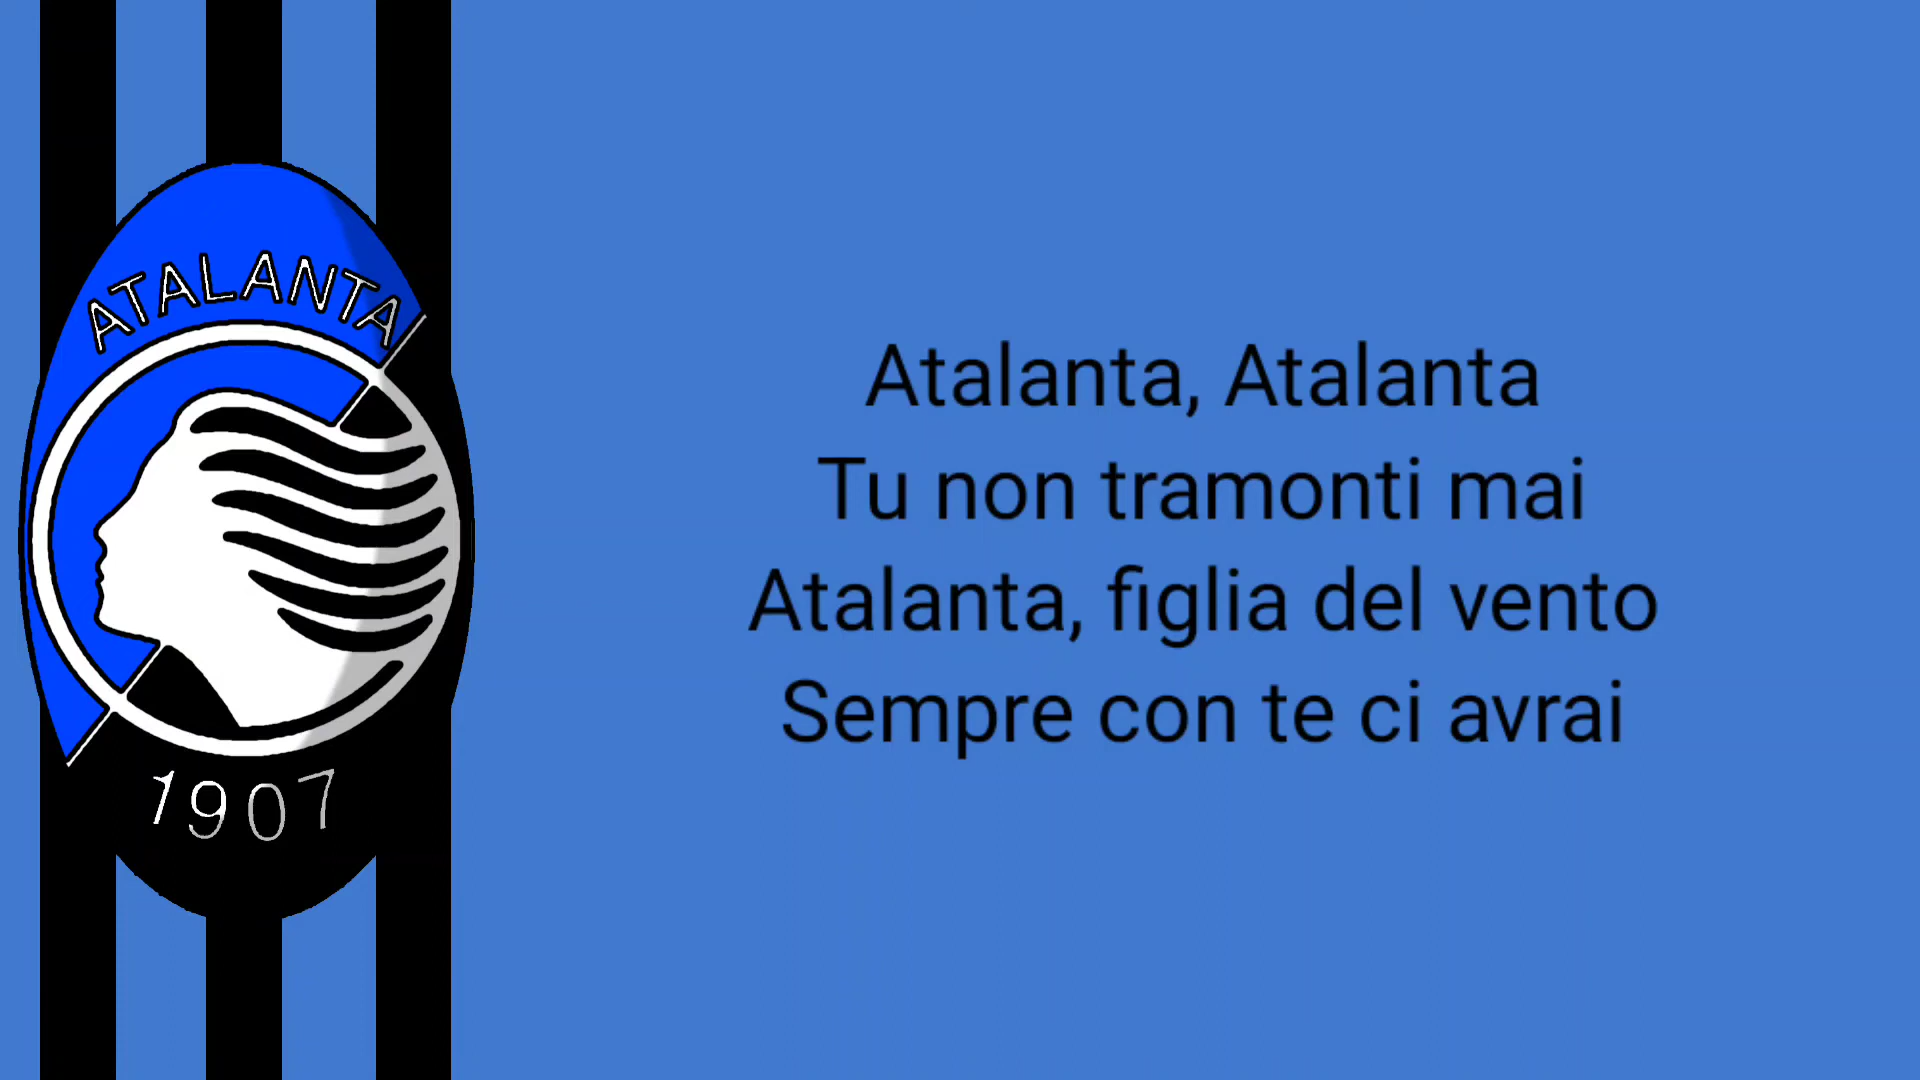 ATALANTA
1907
Atalanta, Atalanta
Tu non tramonti mai
Atalanta, figlia del vento
Sempre con te ci avrai